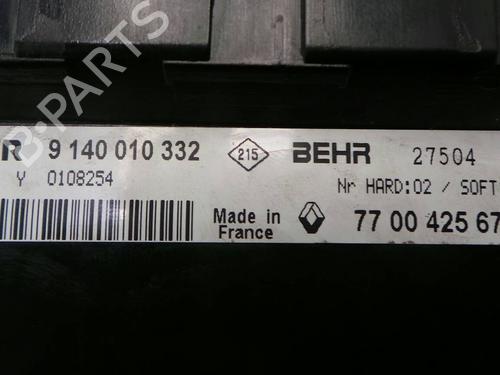 R 9 140 010 332 215 BEHR 27504
Y 0108254 Nr HARD:02 / SOFT
Made in
France 77 00 425 67
B-PARTS